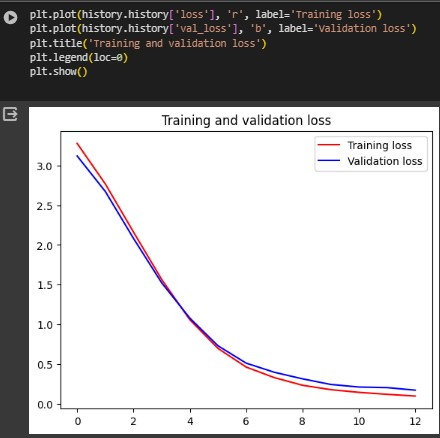 plt.plot(history.history['loss'], 'r', label='Training loss')
plt.plot(history.history['val_loss'], 'b', label='Validation loss')
plt.title('Training and validation loss')
plt.legend(loc=0)
plt.show()
Training and validation loss
Training loss
Validation loss
3.0
2.5
2.0
1.5
1.0
0.5
0.0
0 2 4 6 8 10 12